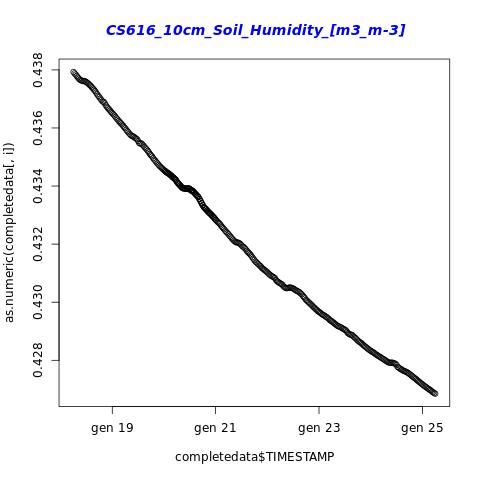 CS616_10cm_Soil_Humidity_[m3_m-3]
as.numeric(completedata[, i])
0.438
0.436
0.434
0.432
0.430
0.428
gen 19
gen 21
gen 23
gen 25
completedata$TIMESTAMP